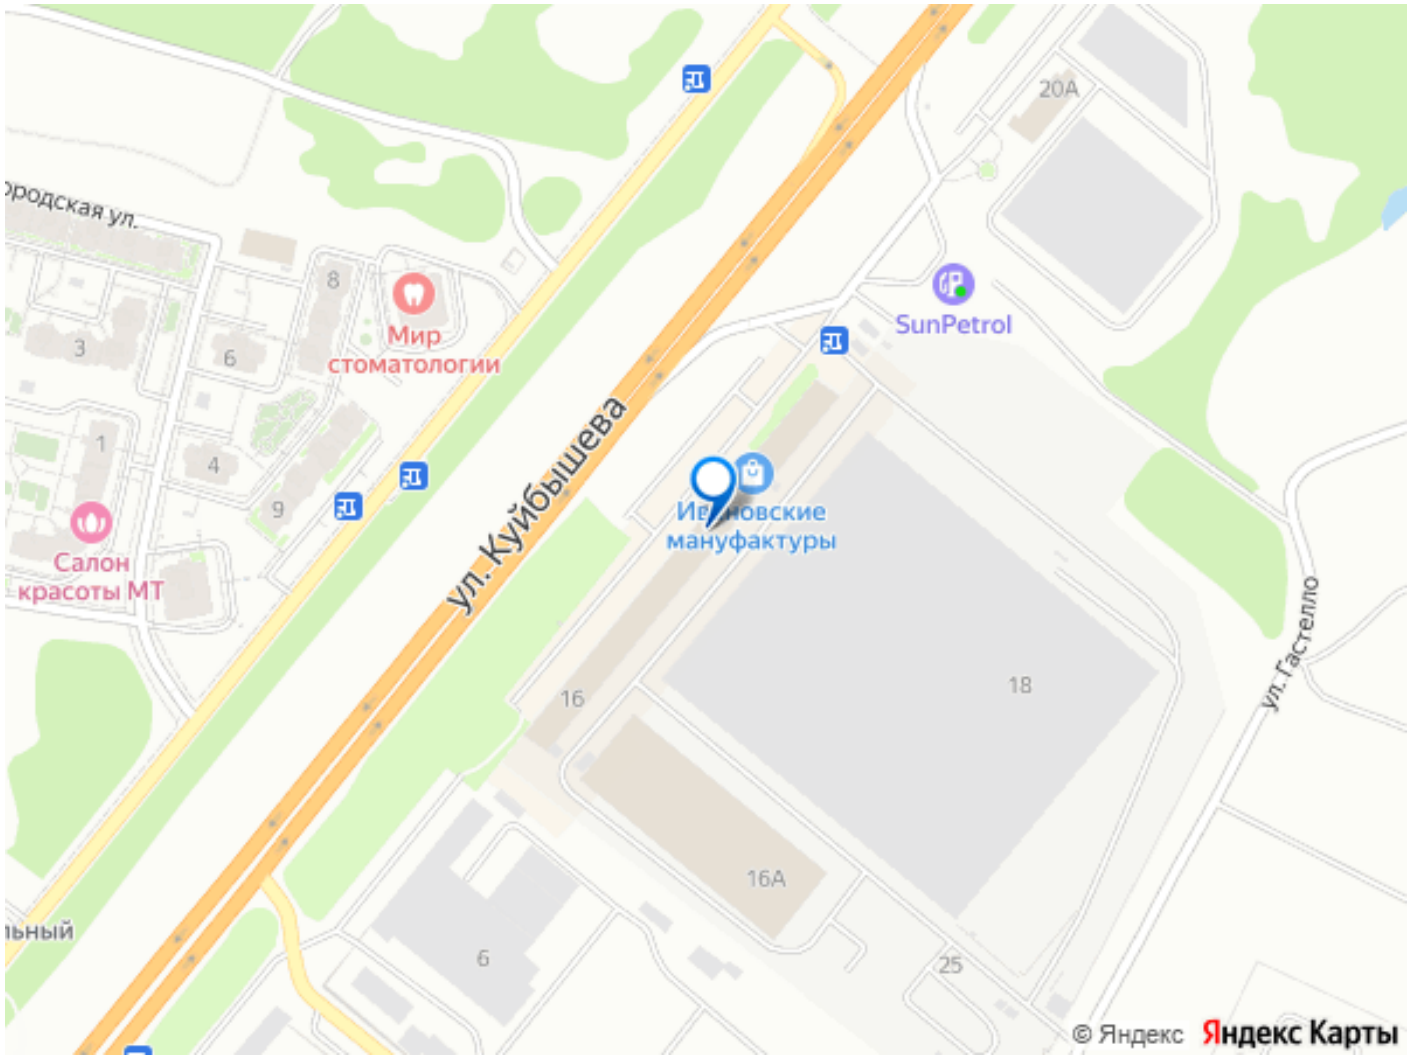 20А
ородская ул.
8
Мир
стоматологии
SunPetrol
3
6
1
4
9
ул. Куйбышева
Ивановские
мануфактуры
Салон
красоты МТ
ул. Гастелло
16
18
16А
льный
6
25
© Яндекс Яндекс Карты